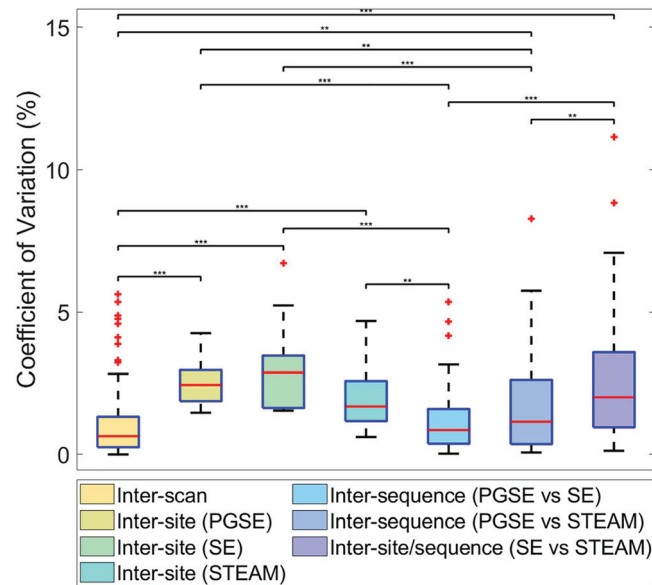 15
***
**
**
***
***
***
**
10
***
***
***
***
**
5
0
Coefficient of Variation (%)
Inter-scan
Inter-site (PGSE)
Inter-site (SE)
Inter-site (STEAM)
Inter-sequence (PGSE vs SE)
Inter-sequence (PGSE vs STEAM)
Inter-site/sequence (SE vs STEAM)